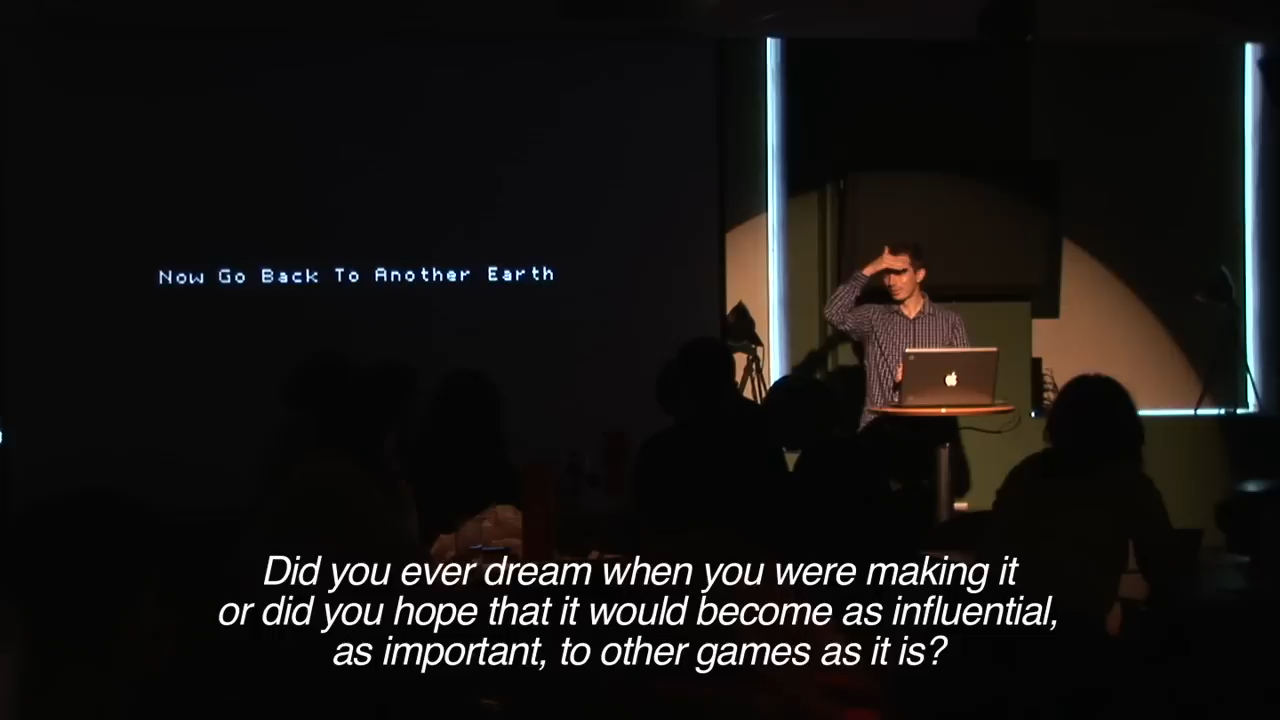 Now Go Back To Another Earth
Did you ever dream when you were making it
or did you hope that it would become as influential,
as important, to other games as it is?